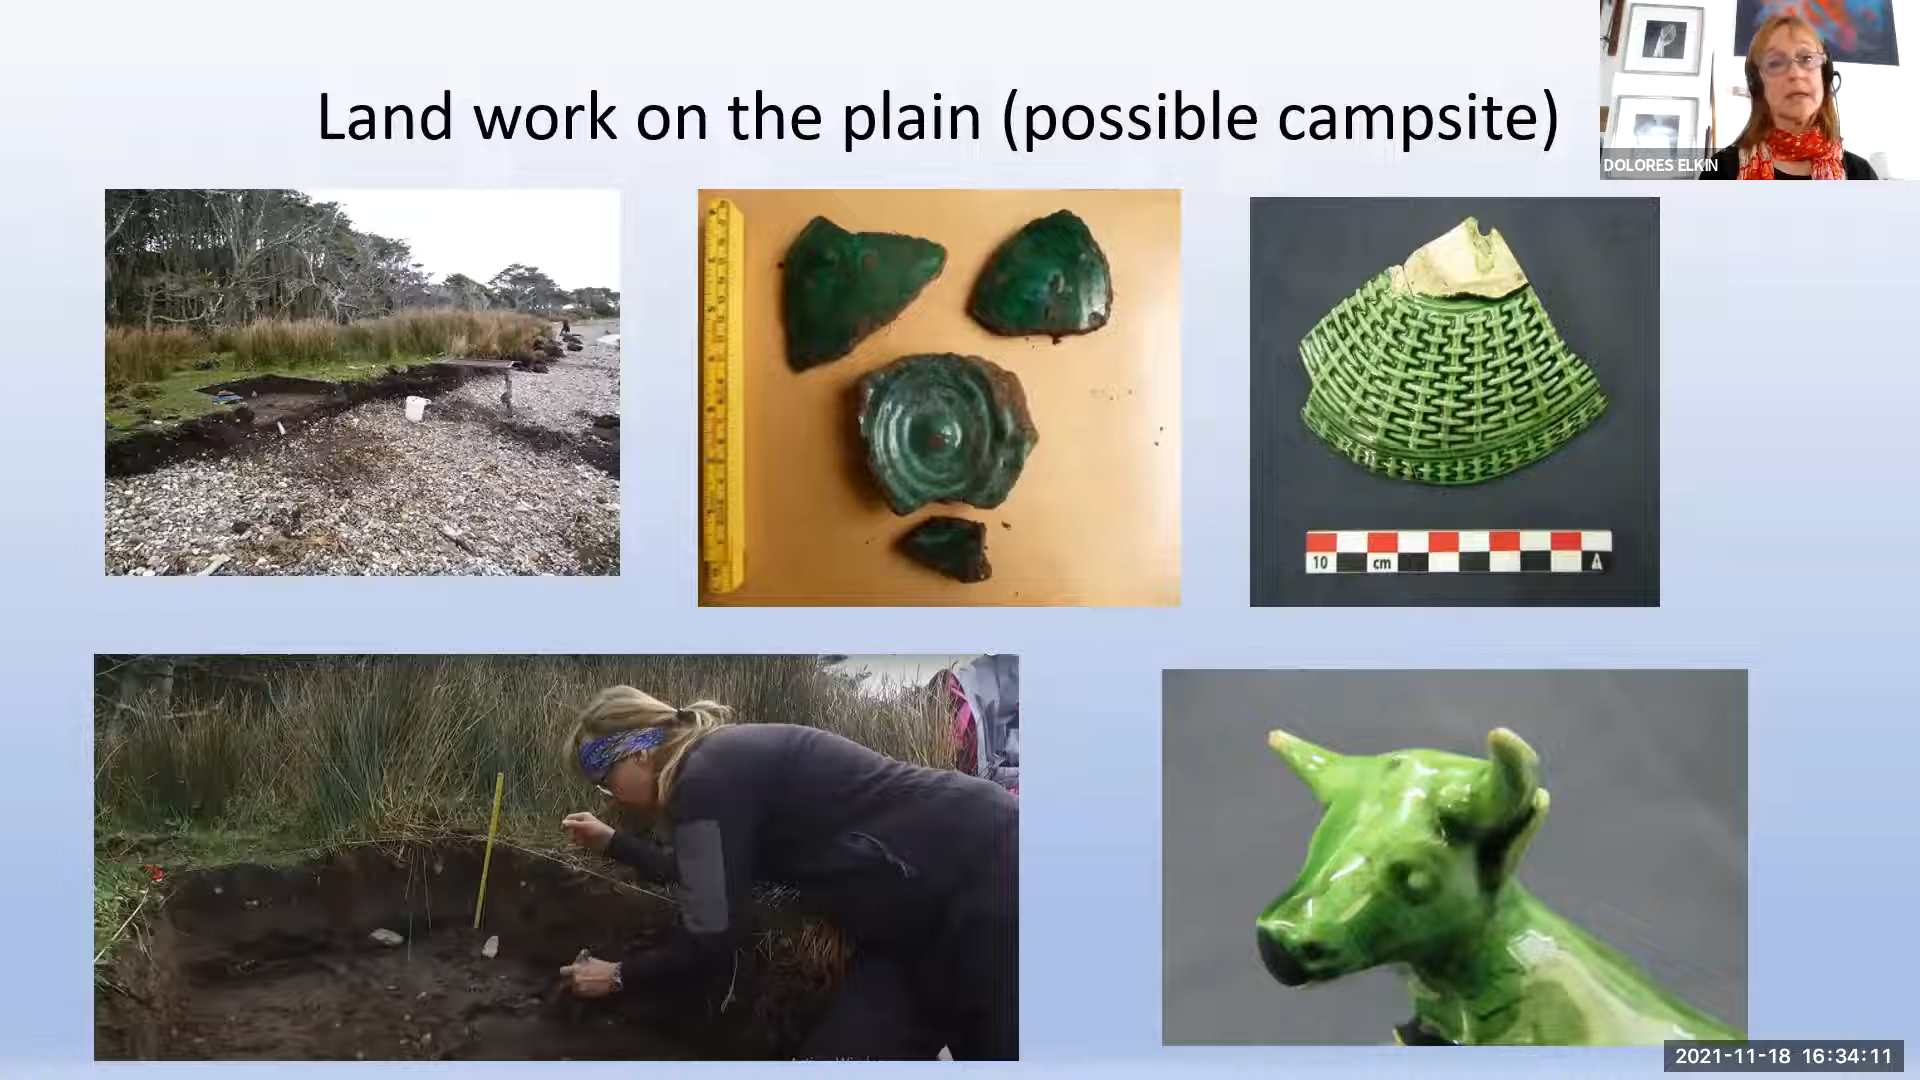 Land work on the plain (possible campsite)
DOLORES ELKIN
10 cm
2021-11-18 16:34:11